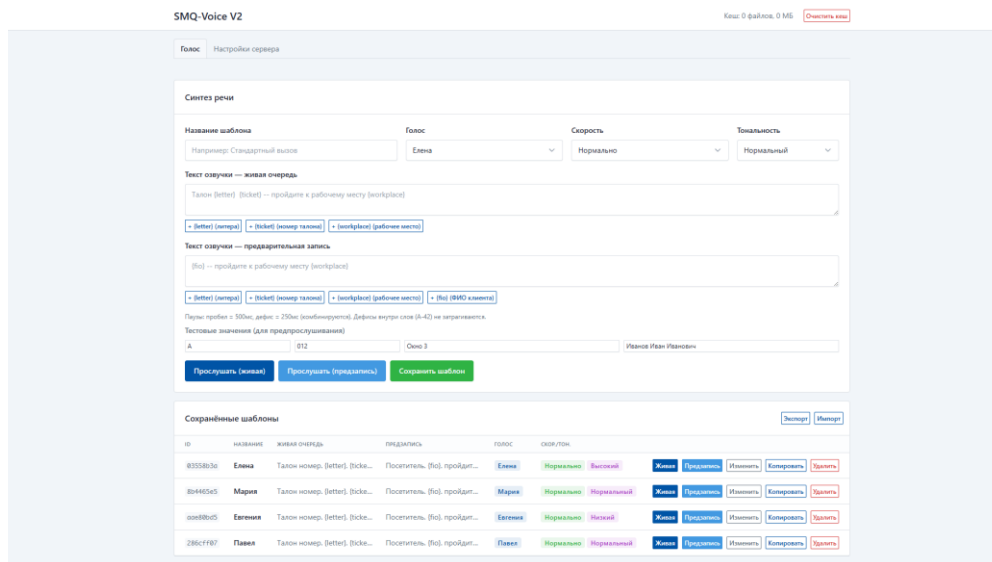 SMQ-Voice V2
Кеш: 0 файлов, 0 МБ Очистить кеш
Голос Настройки сервера
Синтез речи
Название шаблона Голос Скорость Тональность
Например: Стандартный вызов Елена Нормально Нормальный
Текст озвучки — живая очередь
Талон {letter} {ticket} — пройдите к рабочему месту {workplace}
+ {letter} (литера) + {ticket} (номер талона) + {workplace} (рабочее место)
Текст озвучки — предварительная запись
{fio} — пройдите к рабочему месту {workplace}
+ {letter} (литера) + {ticket} (номер талона) + {workplace} (рабочее место) + {fio} (ФИО клиента)
Паузы: пробел = 500мс, дефис = 250мс (комбинируются). Дефисы внутри слов (А-42) не затрагиваются.
Тестовые значения (для предпрослушивания)
А 012 Окно 3 Иванов Иван Иванович
Прослушать (живая) Прослушать (предзапись) Сохранить шаблон
Сохранённые шаблоны Экспорт Импорт
ID НАЗВАНИЕ ЖИВАЯ ОЧЕРЕДЬ ПРЕДЗАПИСЬ ГОЛОС СКОР./ТОН.
03558b3a Елена Талон номер. {letter}. {ticke... Посетитель. {fio}. пройдит... Елена Нормально Высокий Живая Предзапись Изменить Копировать Удалить
8b4465e5 Мария Талон номер. {letter}. {ticke... Посетитель. {fio}. пройдит... Мария Нормально Нормальный Живая Предзапись Изменить Копировать Удалить
aae80bd5 Евгения Талон номер. {letter}. {ticke... Посетитель. {fio}. пройдит... Евгения Нормально Низкий Живая Предзапись Изменить Копировать Удалить
286cff07 Павел Талон номер. {letter}. {ticke... Посетитель. {fio}. пройдит... Павел Нормально Нормальный Живая Предзапись Изменить Копировать Удалить